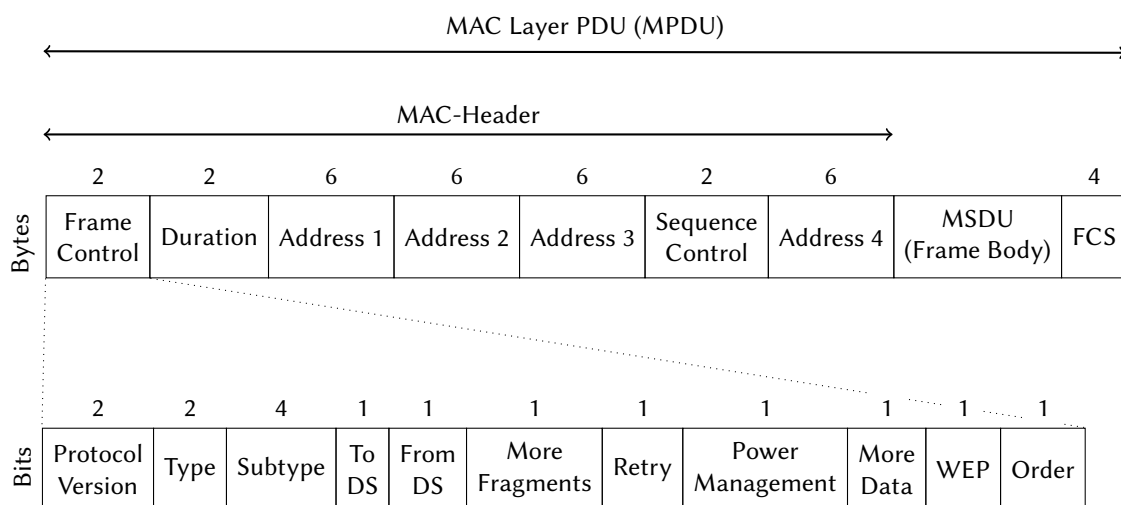 MAC Layer PDU (MPDU)
MAC-Header
2 2 6 6 6 2 6 4
Bytes
Frame Control
Duration
Address 1
Address 2
Address 3
Sequence Control
Address 4
MSDU (Frame Body)
FCS
2 2 4 1 1 1 1 1 1 1 1
Bits
Protocol Version
Type
Subtype
To DS
From DS
More Fragments
Retry
Power Management
More Data
WEP
Order